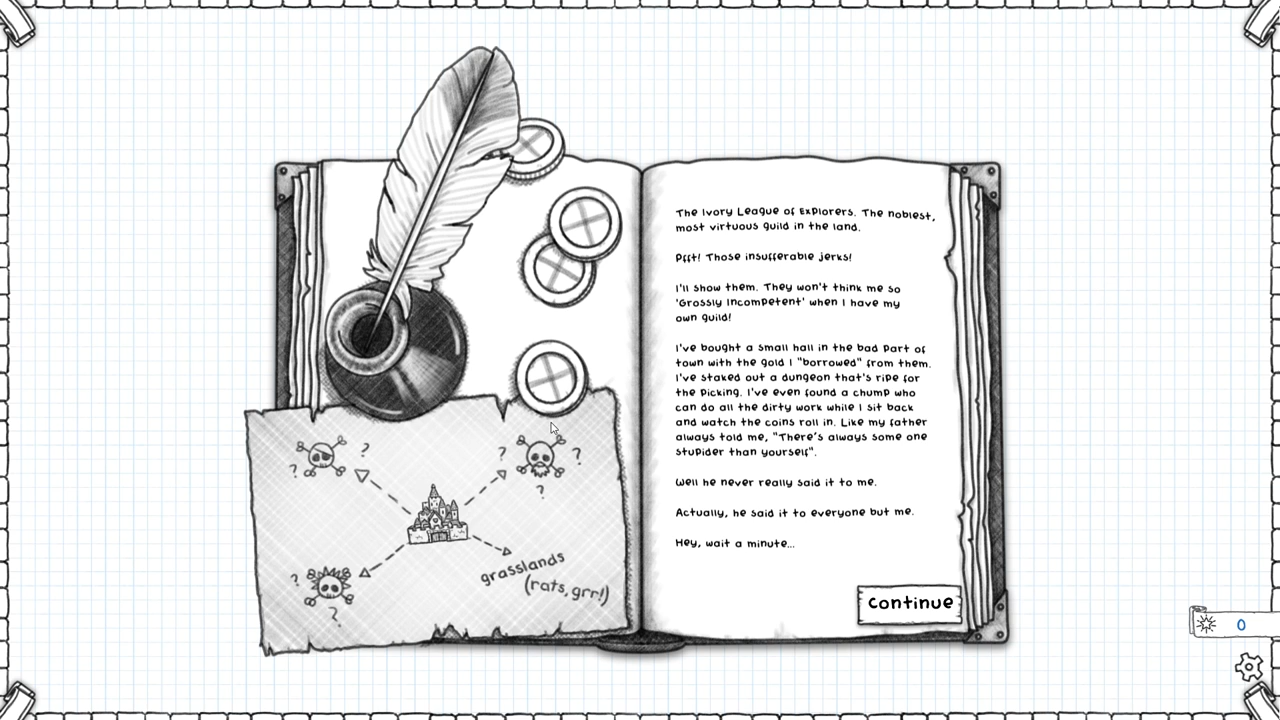 The Ivory League of Explorers. The noblest,
most virtuous guild in the land.
Pfft! Those insufferable jerks!
I'll show them. They won't think me so
'Grossly Incompetent' when I have my
own guild!
I've bought a small hall in the bad part of
town with the gold I "borrowed" from them.
I've staked out a dungeon that's ripe for
the picking. I've even found a chump who
can do all the dirty work while I sit back
and watch the coins roll in. Like my father
always told me, "There's always some one
stupider than yourself".
Well he never really said it to me.
Actually, he said it to everyone but me.
Hey, wait a minute...
? ?
? ?
?
grasslands
(rats, grr!)
?
?
continue
0